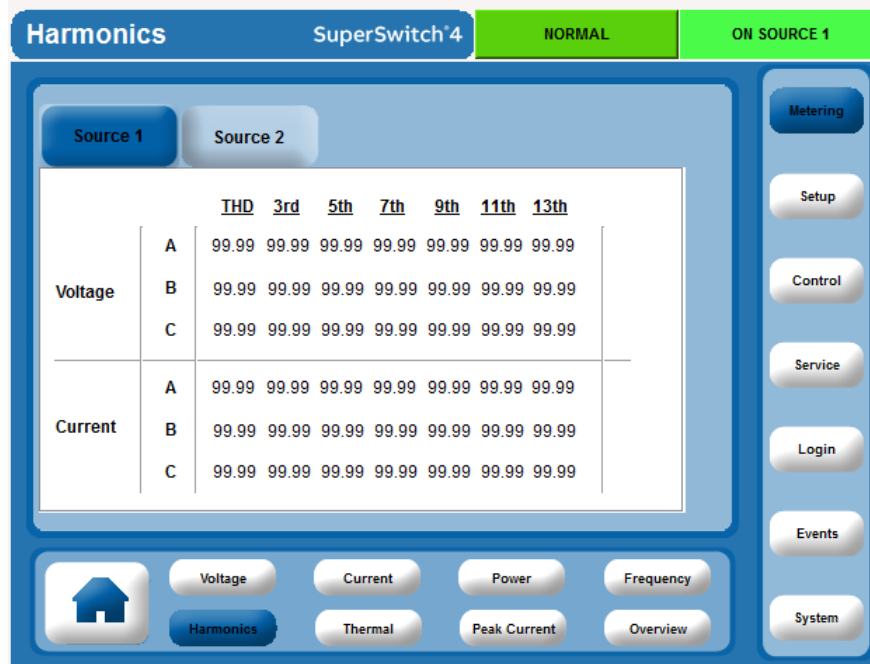 Harmonics SuperSwitch®4 NORMAL ON SOURCE 1
Source 1 Source 2
THD 3rd 5th 7th 9th 11th 13th
A 99.99 99.99 99.99 99.99 99.99 99.99 99.99
Voltage B 99.99 99.99 99.99 99.99 99.99 99.99 99.99
C 99.99 99.99 99.99 99.99 99.99 99.99 99.99
A 99.99 99.99 99.99 99.99 99.99 99.99 99.99
Current B 99.99 99.99 99.99 99.99 99.99 99.99 99.99
C 99.99 99.99 99.99 99.99 99.99 99.99 99.99
Voltage Current Power Frequency
Harmonics Thermal Peak Current Overview
Metering
Setup
Control
Service
Login
Events
System